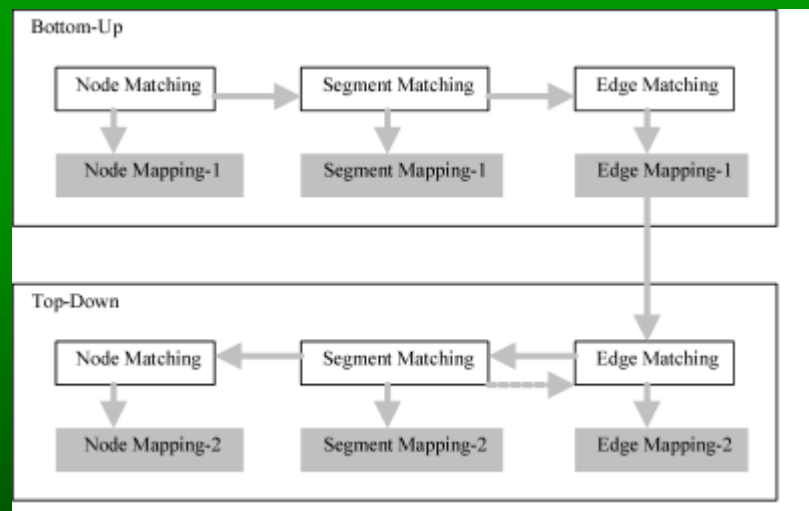 Bottom-Up
Node Matching
Segment Matching
Edge Matching
Node Mapping-1
Segment Mapping-1
Edge Mapping-1
Top-Down
Node Matching
Segment Matching
Edge Matching
Node Mapping-2
Segment Mapping-2
Edge Mapping-2